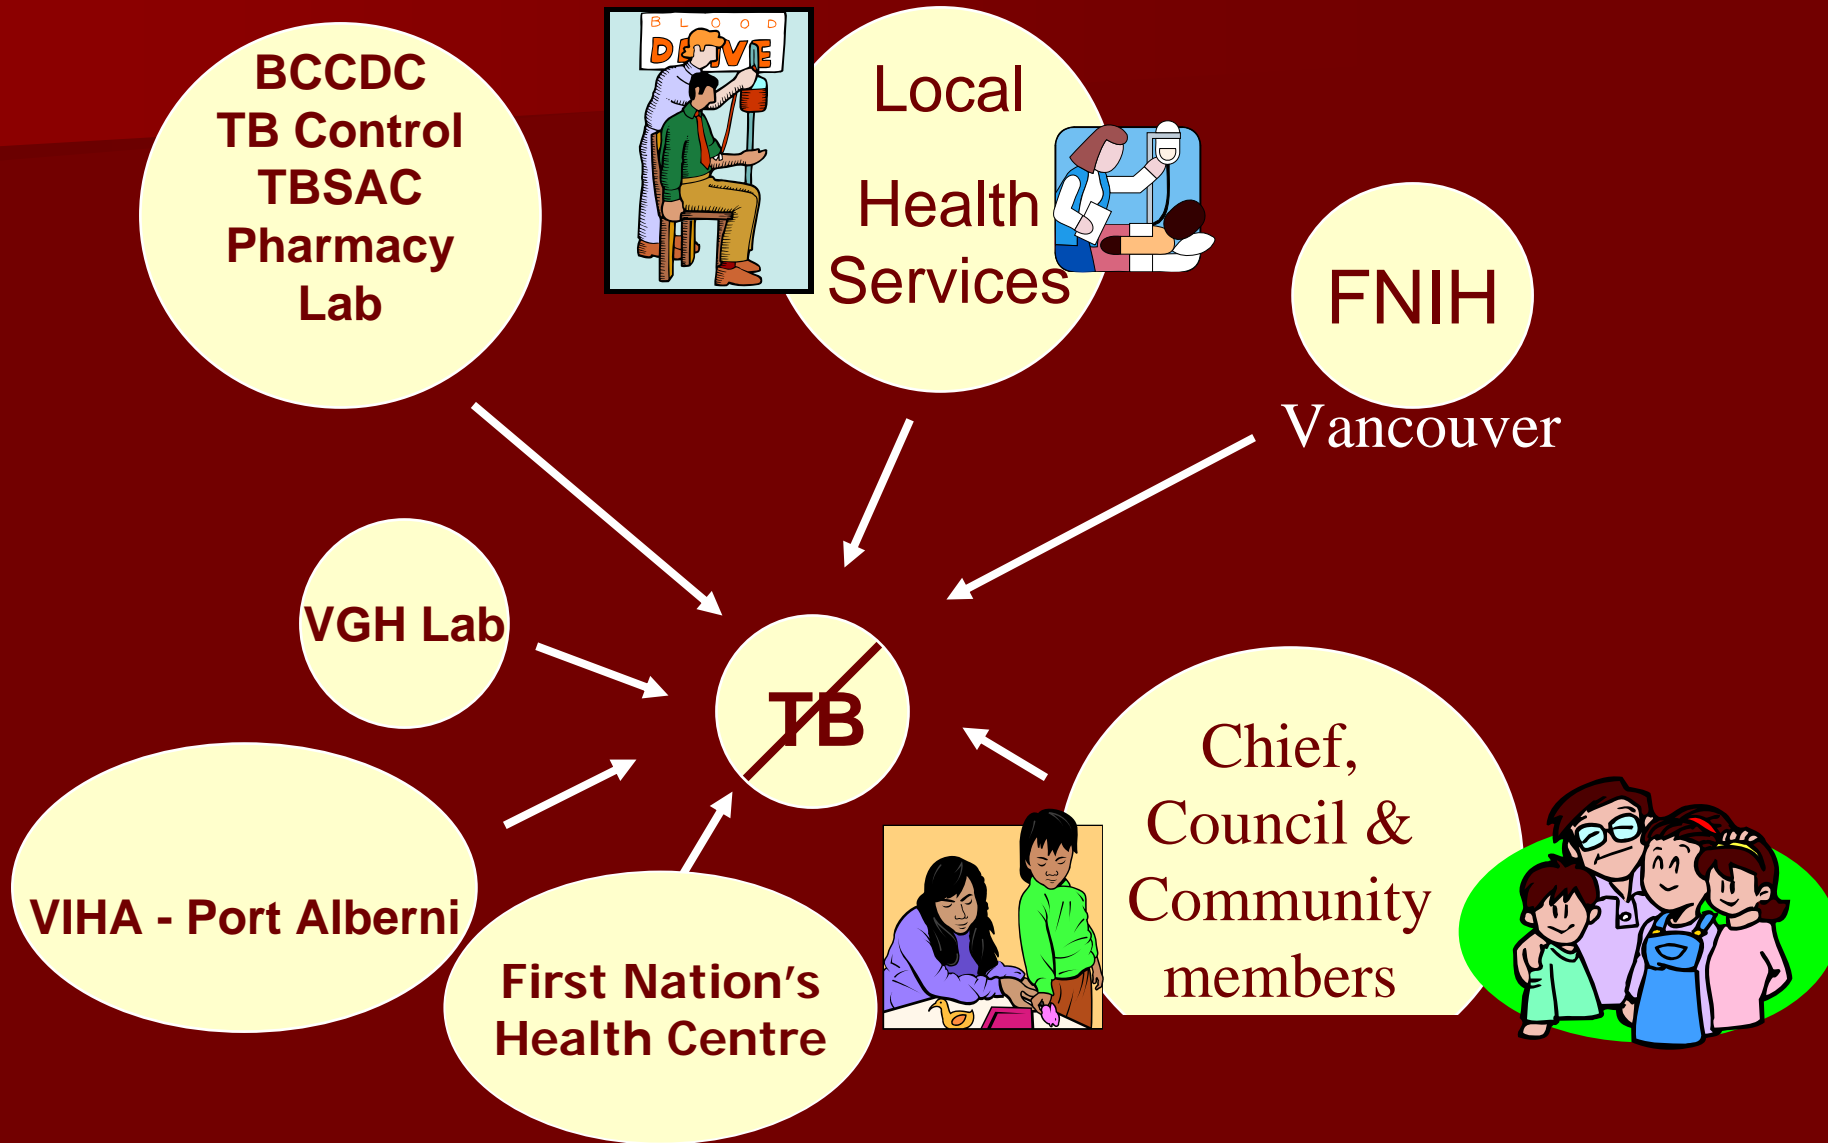 BCCDC
TB Control
TBSAC
Pharmacy
Lab
BLOOD
DRIVE
Local
Health
Services
FNIH
Vancouver
VGH Lab
TB
VIHA - Port Alberni
First Nation's
Health Centre
Chief,
Council &
Community
members